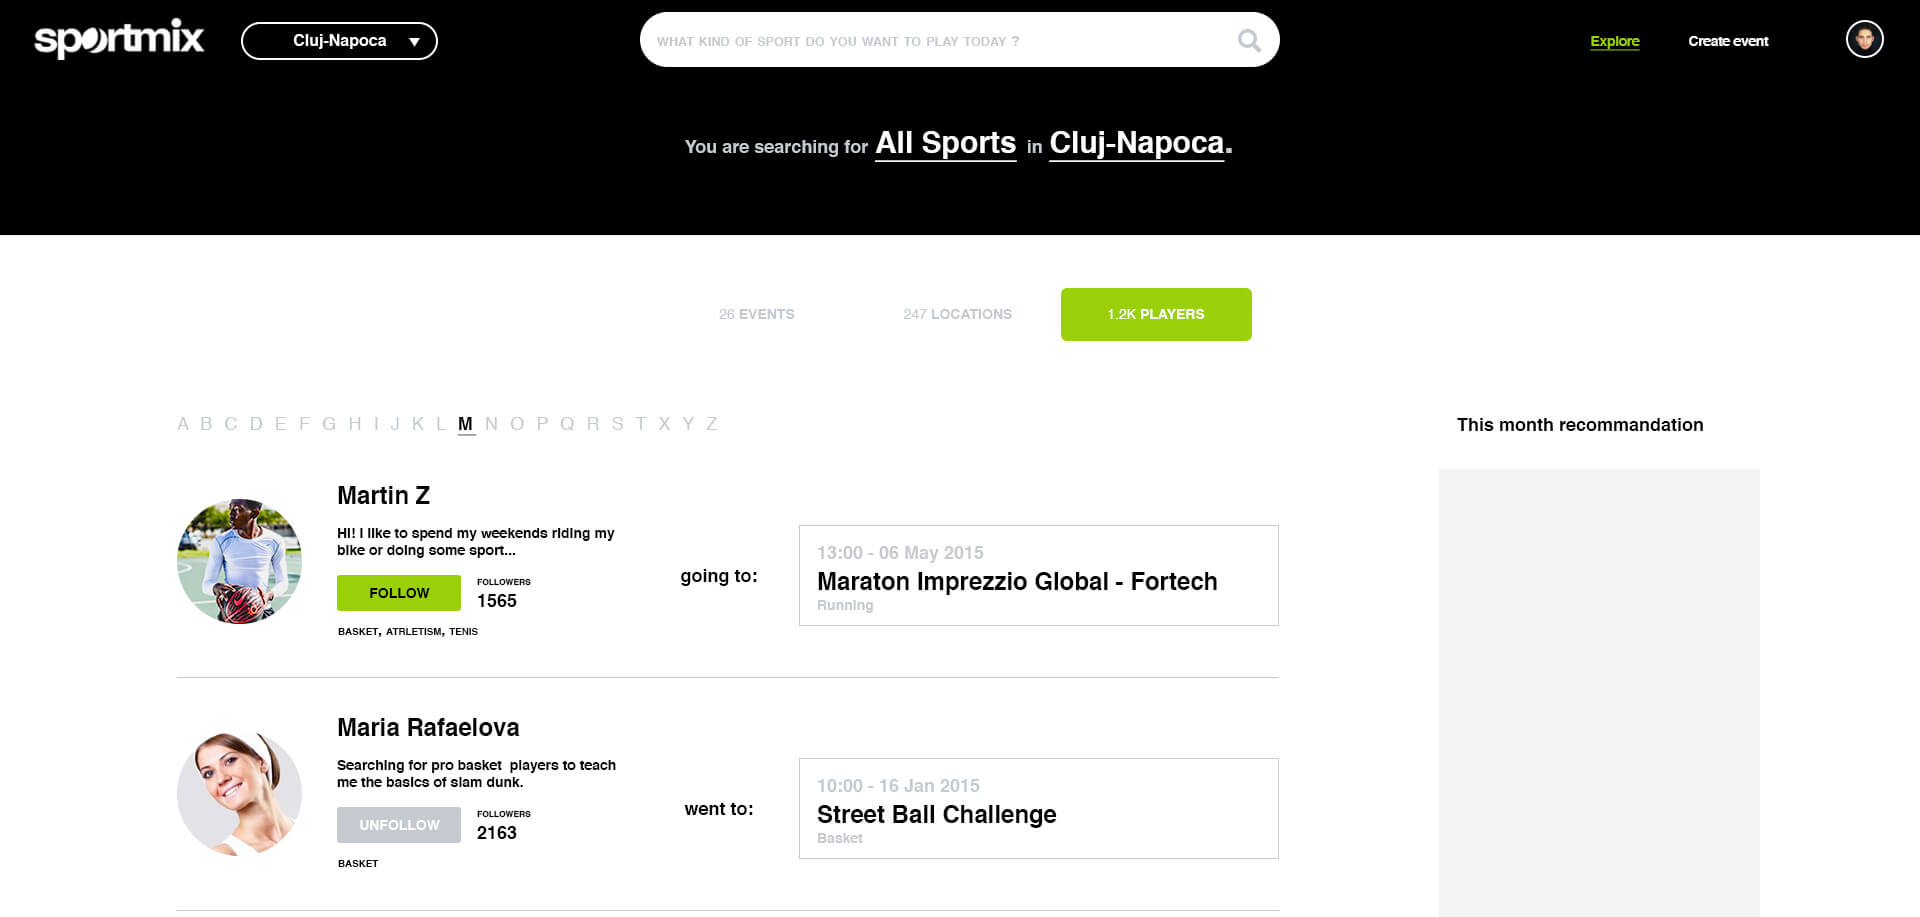 sportmix
Cluj-Napoca
WHAT KIND OF SPORT DO YOU WANT TO PLAY TODAY ?
Explore
Create event
You are searching for All Sports in Cluj-Napoca.
26 EVENTS
247 LOCATIONS
1.2K PLAYERS
A B C D E F G H I J K L M N O P Q R S T X Y Z
This month recommandation
Martin Z
Hi! I like to spend my weekends riding my
bike or doing some sport...
FOLLOW
FOLLOWERS
1565
BASKET, ATRLETISM, TENIS
going to:
13:00 - 06 May 2015
Maraton Imprezzio Global - Fortech
Running
Maria Rafaelova
Searching for pro basket players to teach
me the basics of slam dunk.
UNFOLLOW
FOLLOWERS
2163
BASKET
went to:
10:00 - 16 Jan 2015
Street Ball Challenge
Basket